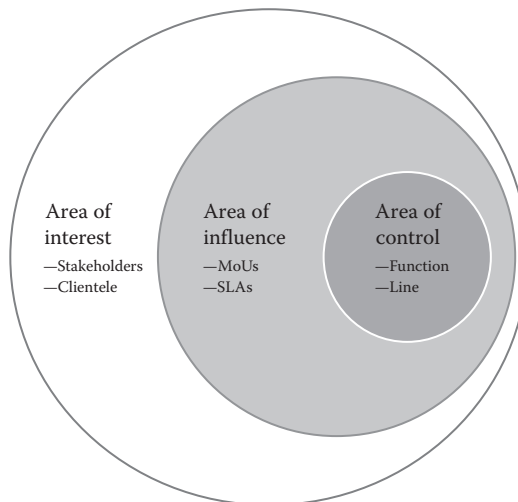 Area of
interest
—Stakeholders
—Clientele
Area of
influence
—MoUs
—SLAs
Area of
control
—Function
—Line